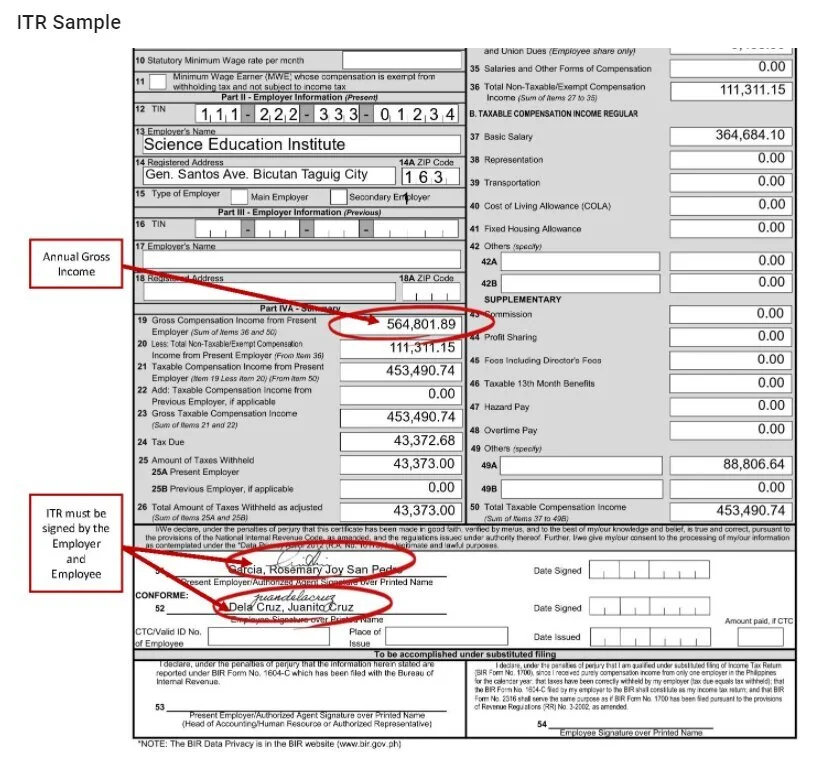 ITR Sample
10 Statutory Minimum Wage rate per month
11 Minimum Wage Earner (MWE) whose compensation is exempt from
withholding tax and not subject to income tax
Part II - Employer Information (Present)
12 TIN 1 1 1 - 2 2 2 - 3 3 3 - 0 1 2 3 4
13 Employer's Name
Science Education Institute
14 Registered Address 14A ZIP Code
Gen. Santos Ave. Bicutan Taguig City 1 6 3
15 Type of Employer Main Employer Secondary Employer
Part III - Employer Information (Previous)
16 TIN - - -
17 Employer's Name
18 Registered Address 18A ZIP Code
Part IVA - Summary
19 Gross Compensation Income from Present
Employer (Sum of Items 36 and 50) 564,801.89
20 Less: Total Non-Taxable/Exempt Compensation
Income from Present Employer (From Item 36) 111,311.15
21 Taxable Compensation Income from Present
Employer (Item 19 Less Item 20) (From Item 50) 453,490.74
22 Add: Taxable Compensation Income from
Previous Employer, if applicable 0.00
23 Gross Taxable Compensation Income
(Sum of Items 21 and 22) 453,490.74
24 Tax Due 43,372.68
25 Amount of Taxes Withheld
25A Present Employer 43,373.00
25B Previous Employer, if applicable 0.00
26 Total Amount of Taxes Withheld as adjusted
(Sum of Items 25A and 25B) 43,373.00
Annual Gross
Income
ITR must be
signed by the
Employer
and
Employee
and Union Dues (Employee share only)
35 Salaries and Other Forms of Compensation 0.00
36 Total Non-Taxable/Exempt Compensation
Income (Sum of Items 27 to 35) 111,311.15
B. TAXABLE COMPENSATION INCOME REGULAR
37 Basic Salary 364,684.10
38 Representation 0.00
39 Transportation 0.00
40 Cost of Living Allowance (COLA) 0.00
41 Fixed Housing Allowance 0.00
42 Others (specify)
42A 0.00
42B 0.00
SUPPLEMENTARY
43 Commission 0.00
44 Profit Sharing 0.00
45 Fees Including Director's Fees 0.00
46 Taxable 13th Month Benefits 0.00
47 Hazard Pay 0.00
48 Overtime Pay 0.00
49 Others (specify)
49A 88,806.64
49B 0.00
50 Total Taxable Compensation Income
(Sum of Items 37 to 49B) 453,490.74
I/We declare, under the penalties of perjury that this certificate has been made in good faith, verified by me/us, and to the best of my/our knowledge and belief, is true and correct, pursuant to
the provisions of the National Internal Revenue Code, as amended, and the regulations issued under authority thereof. Further, I/we give my/our consent to the processing of my/our information
as contemplated under the "Data Privacy Act of 2012 (R.A. No. legitimate and lawful purposes.
Garcia, Rosemary Joy San Pedro
Present Employer/Authorized Agent Signature over Printed Name Date Signed
CONFORME:
juandelacruz
52 Dela Cruz, Juanito Cruz Date Signed
Employee Signature over Printed Name Amount paid, if CTC
CTC/Valid ID No. Place of Date Issued
of Employee Issue
To be accomplished under substituted filing
I declare, under the penalties of perjury that the information herein stated are
reported under BIR Form No. 1604-C which has been filed with the Bureau of
Internal Revenue.
53
Present Employer/Authorized Agent Signature over Printed Name
(Head of Accounting/Human Resource or Authorized Representative)
I declare, under the penalties of perjury that I am qualified under substituted filing of Income Tax Return
(BIR Form No. 1700), since I received purely compensation income from only one employer in the Philippines
for the calendar year; that taxes have been correctly withheld by my employer (tax due equals tax withheld); that
the BIR Form No. 1604-C filed by my employer to the BIR shall constitute as my income tax return; and that BIR
Form No. 2316 shall serve the same purpose as if BIR Form No. 1700 has been filed pursuant to the provisions
of Revenue Regulations (RR) No. 3-2002, as amended.
54
Employee Signature over Printed Name
*NOTE: The BIR Data Privacy is in the BIR website (www.bir.gov.ph)